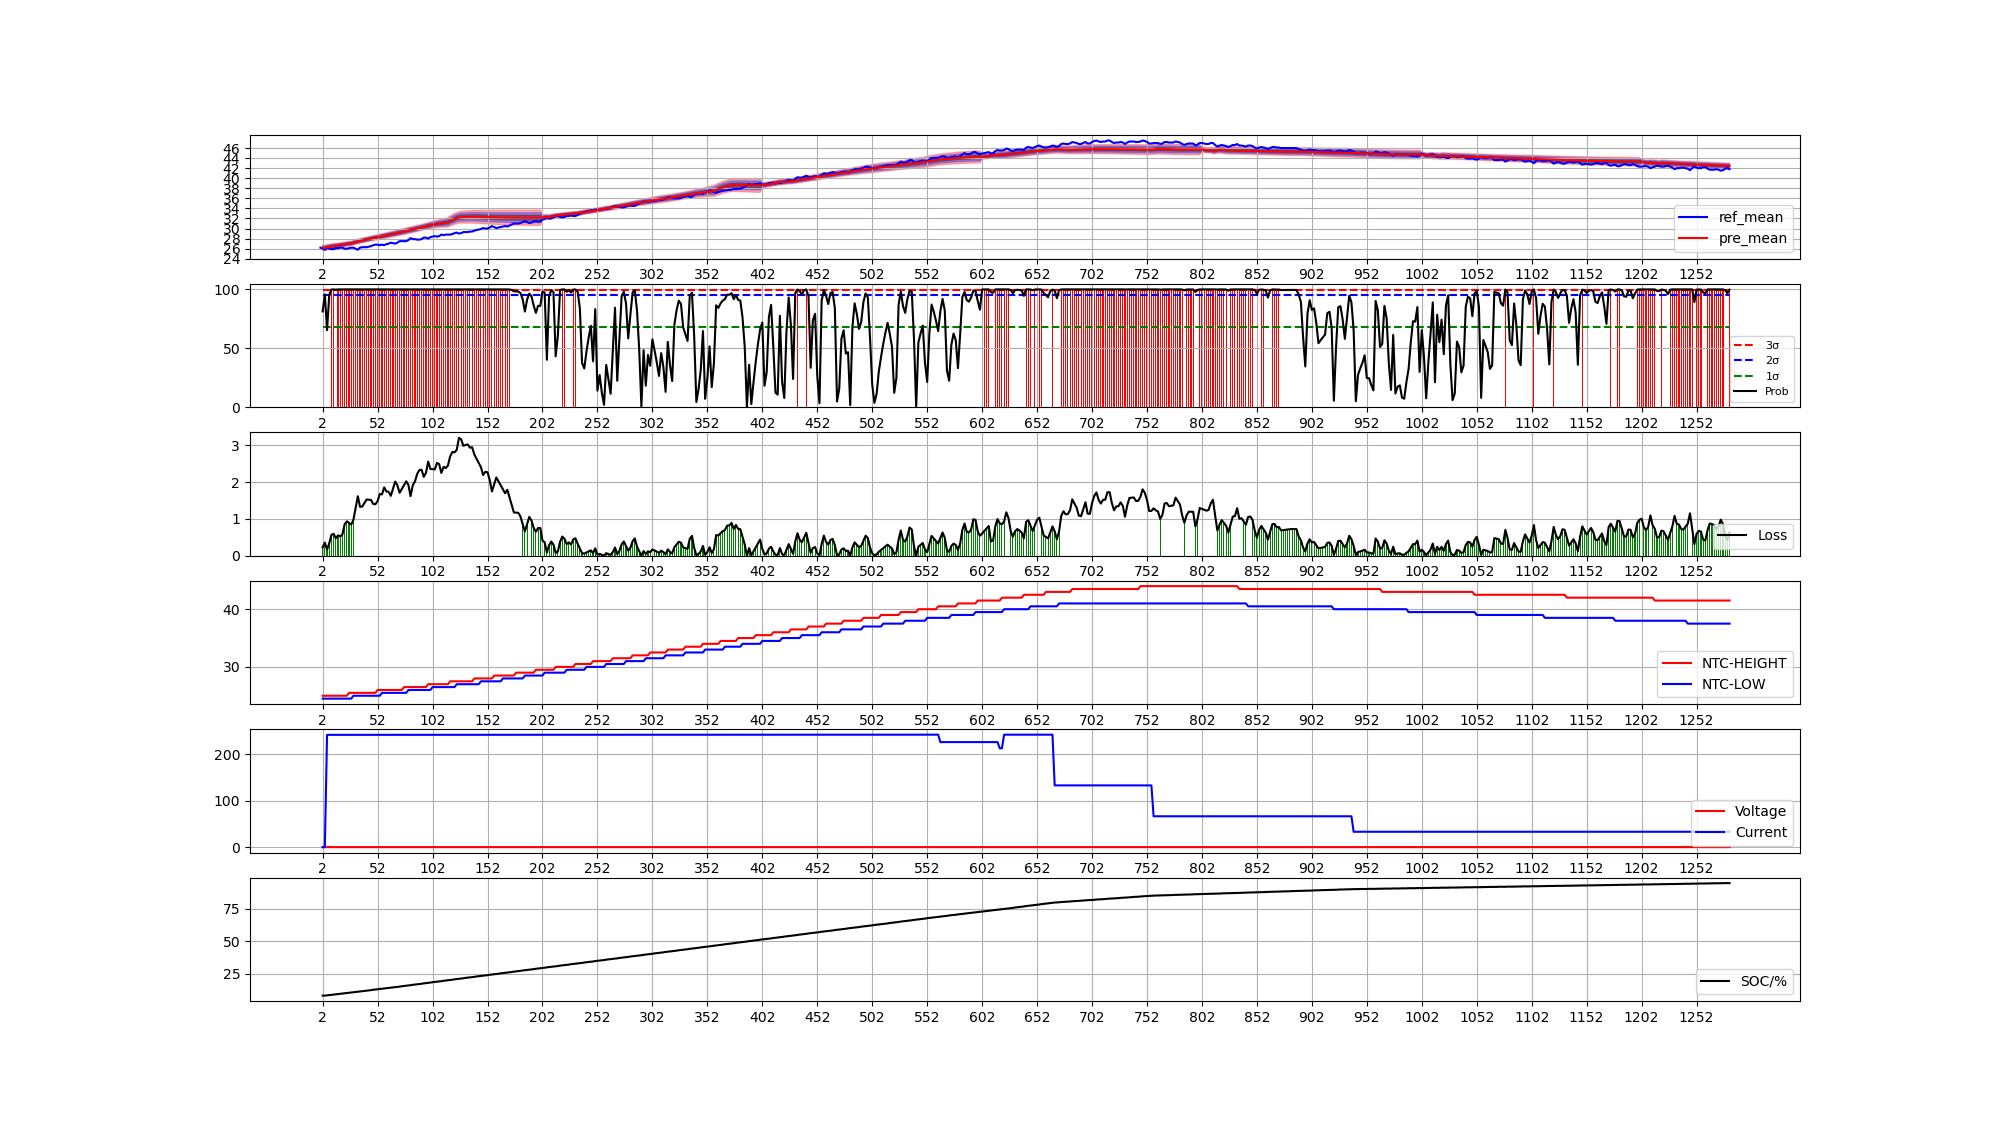 46
44
42
40
38
36
34
32
30
28
26
24
ref_mean
pre_mean
2 52 102 152 202 252 302 352 402 452 502 552 602 652 702 752 802 852 902 952 1002 1052 1102 1152 1202 1252
100
50
0
3σ
2σ
1σ
Prob
2 52 102 152 202 252 302 352 402 452 502 552 602 652 702 752 802 852 902 952 1002 1052 1102 1152 1202 1252
3
2
1
0
Loss
2 52 102 152 202 252 302 352 402 452 502 552 602 652 702 752 802 852 902 952 1002 1052 1102 1152 1202 1252
40
30
NTC-HEIGHT
NTC-LOW
2 52 102 152 202 252 302 352 402 452 502 552 602 652 702 752 802 852 902 952 1002 1052 1102 1152 1202 1252
200
100
0
Voltage
Current
2 52 102 152 202 252 302 352 402 452 502 552 602 652 702 752 802 852 902 952 1002 1052 1102 1152 1202 1252
75
50
25
SOC/%
2 52 102 152 202 252 302 352 402 452 502 552 602 652 702 752 802 852 902 952 1002 1052 1102 1152 1202 1252